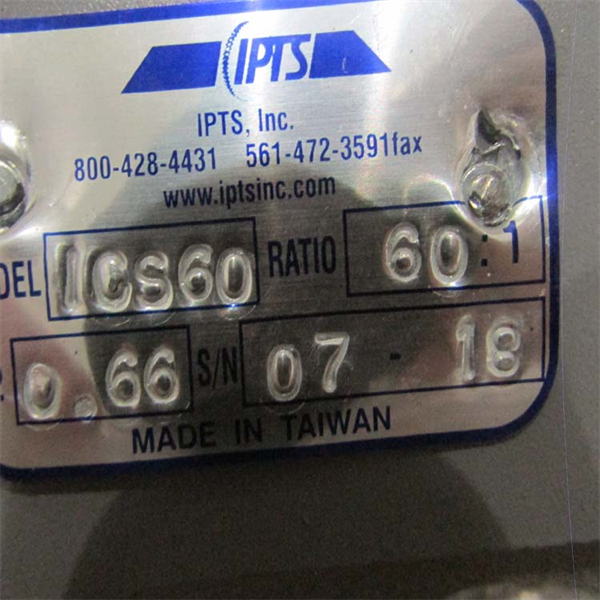 IPTS
IPTS, Inc.
800-428-4431 561-472-3591fax
www.iptsinc.com
DEL ICS60 RATIO 60:1
0.66 S/N 07 - 18
MADE IN TAIWAN